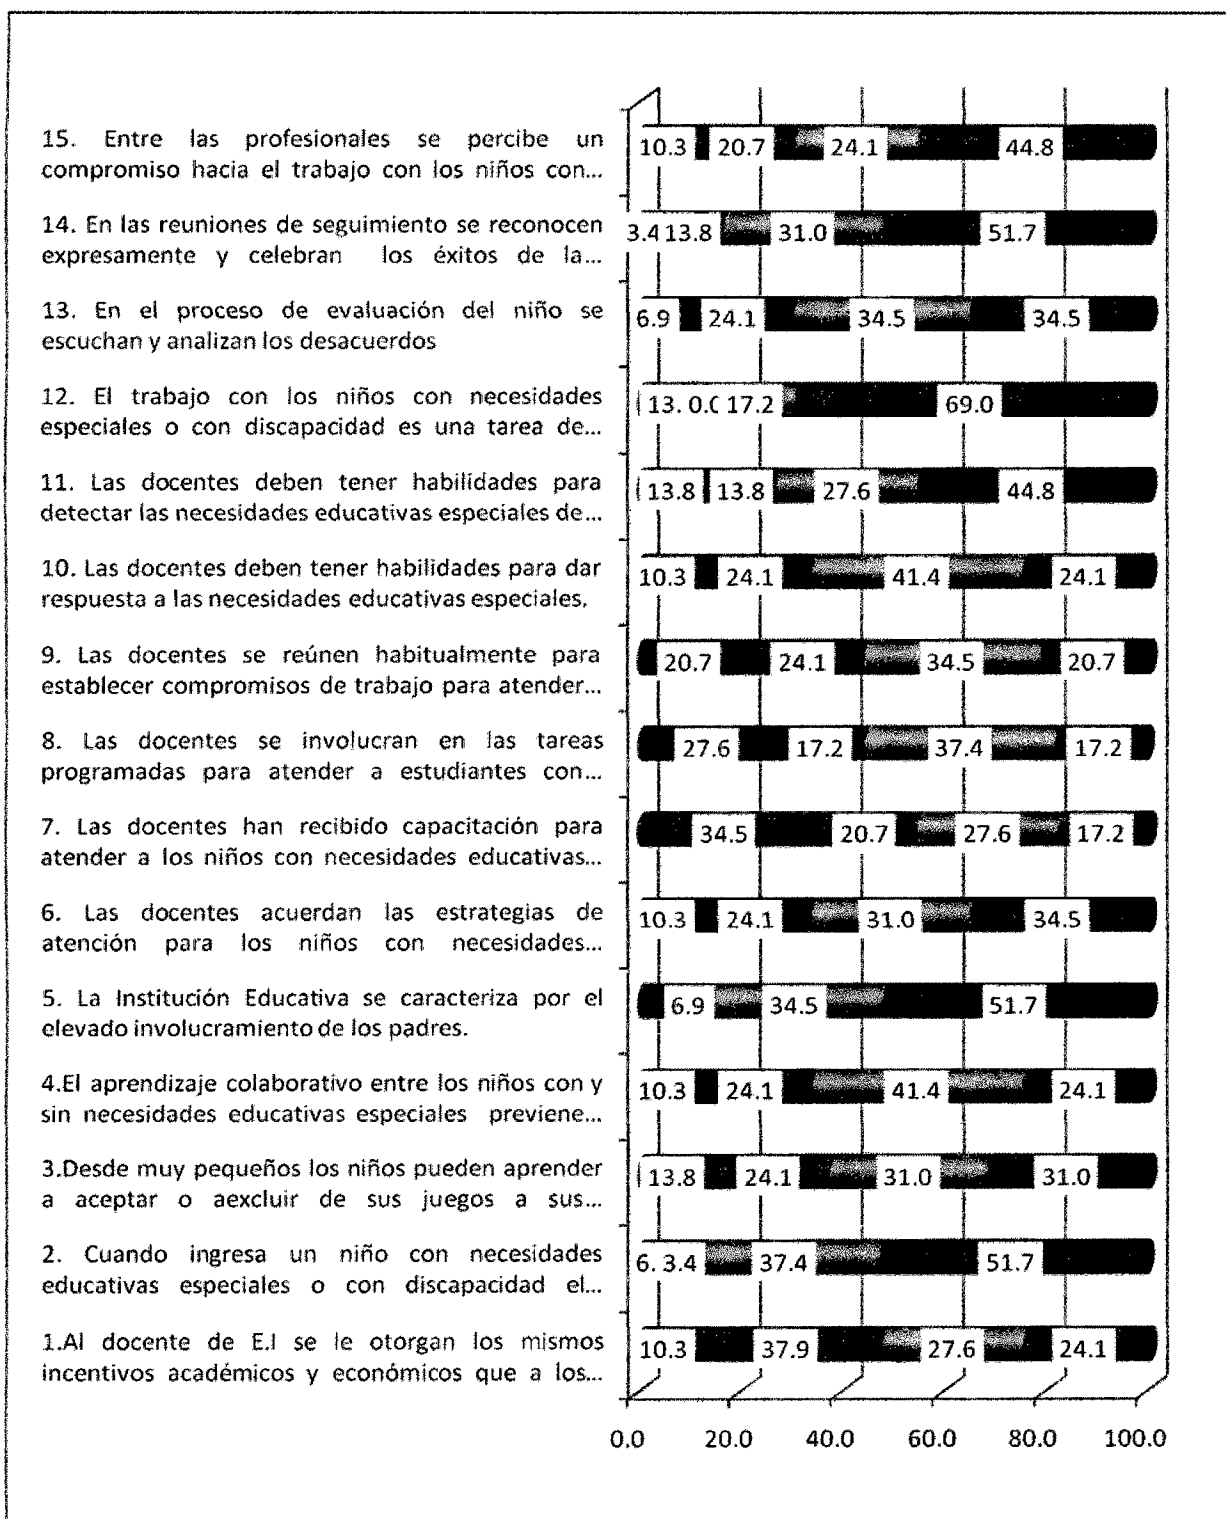 15. Entre las profesionales se percibe un
compromiso hacia el trabajo con los niños con...
10.3 20.7 24.1 44.8
14. En las reuniones de seguimiento se reconocen
expresamente y celebran los éxitos de la...
3.4 13.8 31.0 51.7
13. En el proceso de evaluación del niño se
escuchan y analizan los desacuerdos
6.9 24.1 34.5 34.5
12. El trabajo con los niños con necesidades
especiales o con discapacidad es una tarea de...
13. 0.0 17.2 69.0
11. Las docentes deben tener habilidades para
detectar las necesidades educativas especiales de...
13.8 13.8 27.6 44.8
10. Las docentes deben tener habilidades para dar
respuesta a las necesidades educativas especiales.
10.3 24.1 41.4 24.1
9. Las docentes se reúnen habitualmente para
establecer compromisos de trabajo para atender...
20.7 24.1 34.5 20.7
8. Las docentes se involucran en las tareas
programadas para atender a estudiantes con...
27.6 17.2 37.4 17.2
7. Las docentes han recibido capacitación para
atender a los niños con necesidades educativas...
34.5 20.7 27.6 17.2
6. Las docentes acuerdan las estrategias de
atención para los niños con necesidades...
10.3 24.1 31.0 34.5
5. La Institución Educativa se caracteriza por el
elevado involucramiento de los padres.
6.9 34.5 51.7
4.El aprendizaje colaborativo entre los niños con y
sin necesidades educativas especiales previene...
10.3 24.1 41.4 24.1
3.Desde muy pequeños los niños pueden aprender
a aceptar o aexcluir de sus juegos a sus...
13.8 24.1 31.0 31.0
2. Cuando ingresa un niño con necesidades
educativas especiales o con discapacidad el...
6. 3.4 37.4 51.7
1.Al docente de E.I se le otorgan los mismos
incentivos académicos y económicos que a los...
10.3 37.9 27.6 24.1
0.0 20.0 40.0 60.0 80.0 100.0